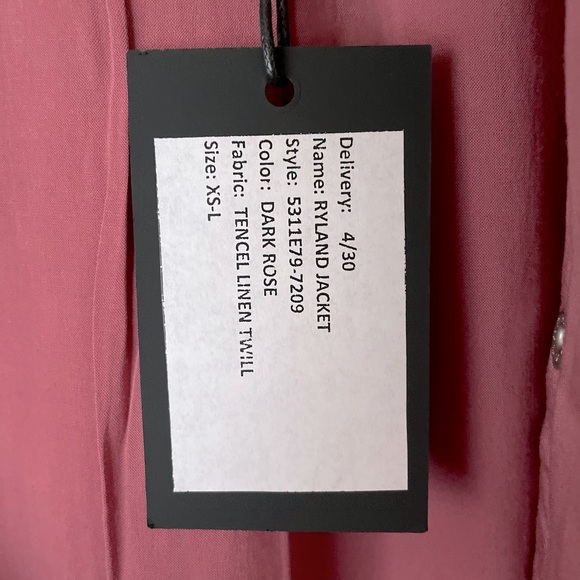 Delivery: 4/30
Name: RYLAND JACKET
Style: 5311E79-7209
Color: DARK ROSE
Fabric: TENCEL LINEN TWILL
Size: XS-L